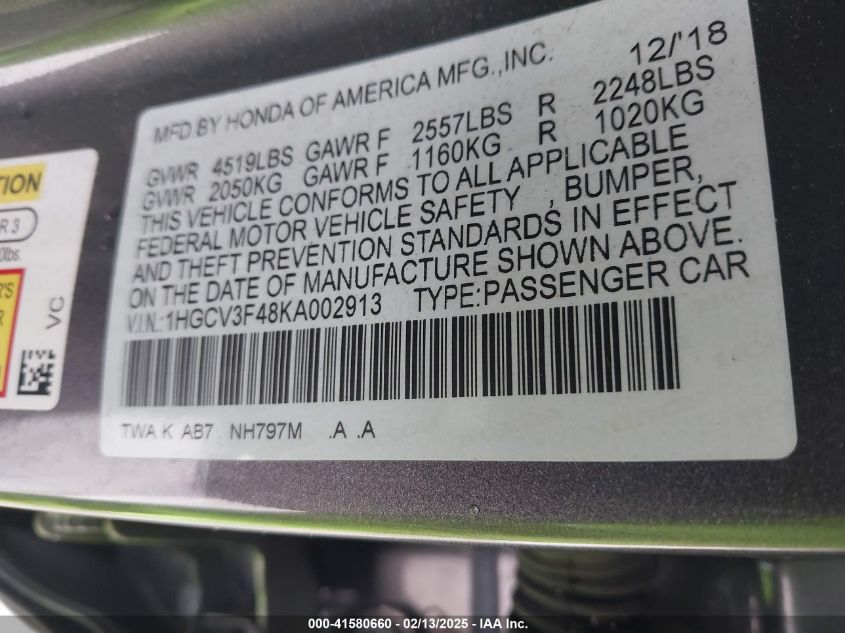 MFD.BY HONDA OF AMERICA MFG.,INC. 12/'18
GVWR 4519LBS GAWR F 2557LBS R 2248LBS
GVWR 2050KG GAWR F 1160KG R 1020KG
THIS VEHICLE CONFORMS TO ALL APPLICABLE
FEDERAL MOTOR VEHICLE SAFETY , BUMPER,
AND THEFT PREVENTION STANDARDS IN EFFECT
ON THE DATE OF MANUFACTURE SHOWN ABOVE.
V.I.N.:1HGCV3F48KA002913 TYPE:PASSENGER CAR
TWA K AB7 NH797M .A .A
TION
R 3
0lbs.
R'S
R
VC
000-41580660 — 02/13/2025 — IAA Inc.